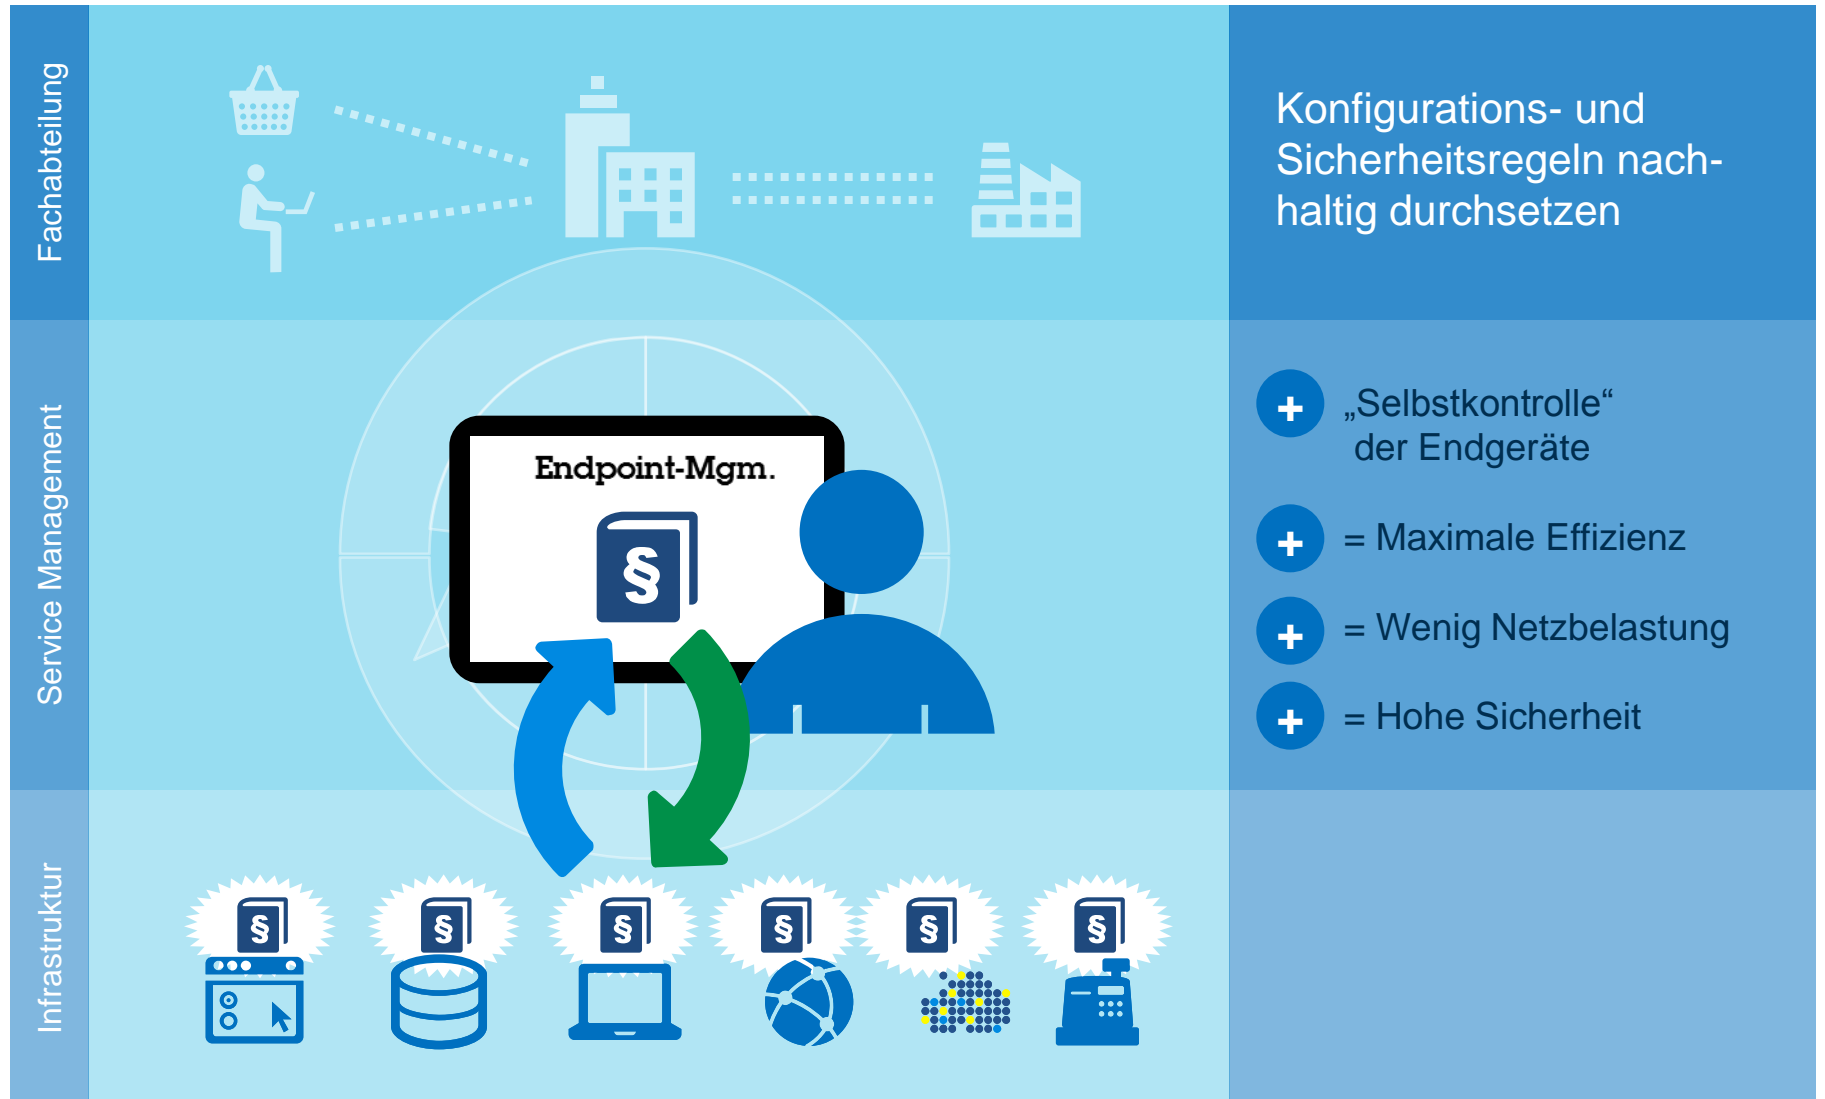 Fachabteilung
Konfigurations- und
Sicherheitsregeln nach-
haltig durchsetzen
Service Management
Endpoint-Mgm.
§
+ „Selbstkontrolle“
der Endgeräte
+ = Maximale Effizienz
+ = Wenig Netzbelastung
+ = Hohe Sicherheit
Infrastruktur
§ § § § § §